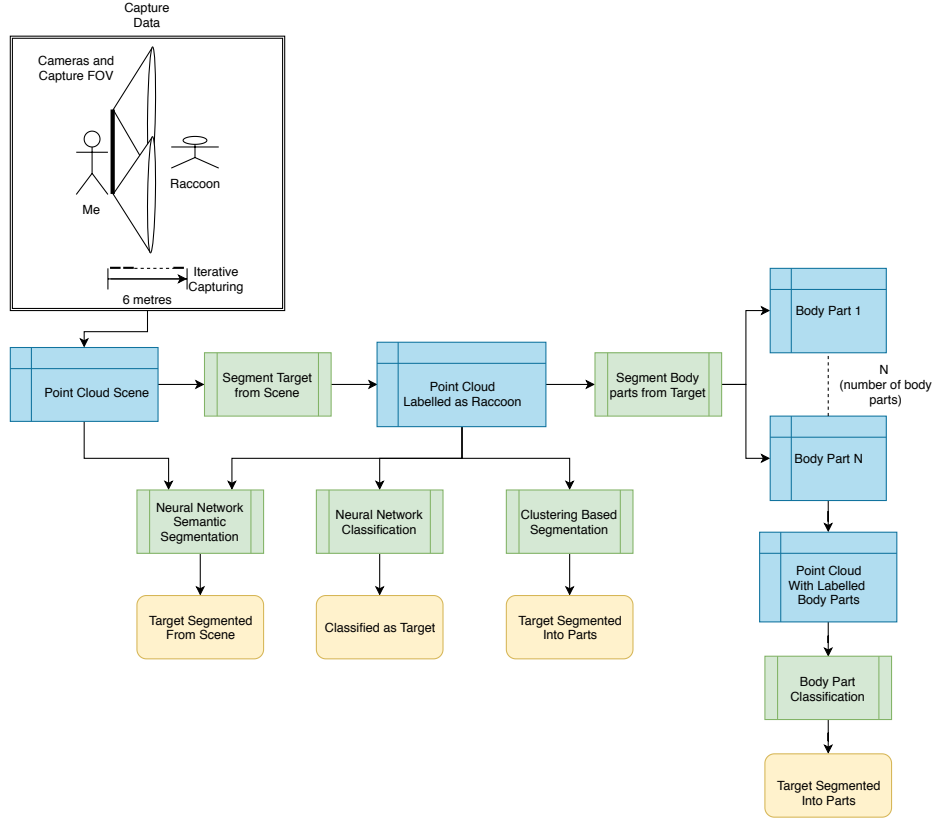 Capture
Data
Cameras and
Capture FOV
Me
Raccoon
Iterative
Capturing
6 metres
Point Cloud Scene
Segment Target
from Scene
Point Cloud
Labelled as Raccoon
Segment Body
parts from Target
Body Part 1
N
(number of body
parts)
Body Part N
Neural Network
Semantic
Segmentation
Neural Network
Classification
Clustering Based
Segmentation
Point Cloud
With Labelled
Body Parts
Target Segmented
From Scene
Classified as Target
Target Segmented
Into Parts
Body Part
Classification
Target Segmented
Into Parts